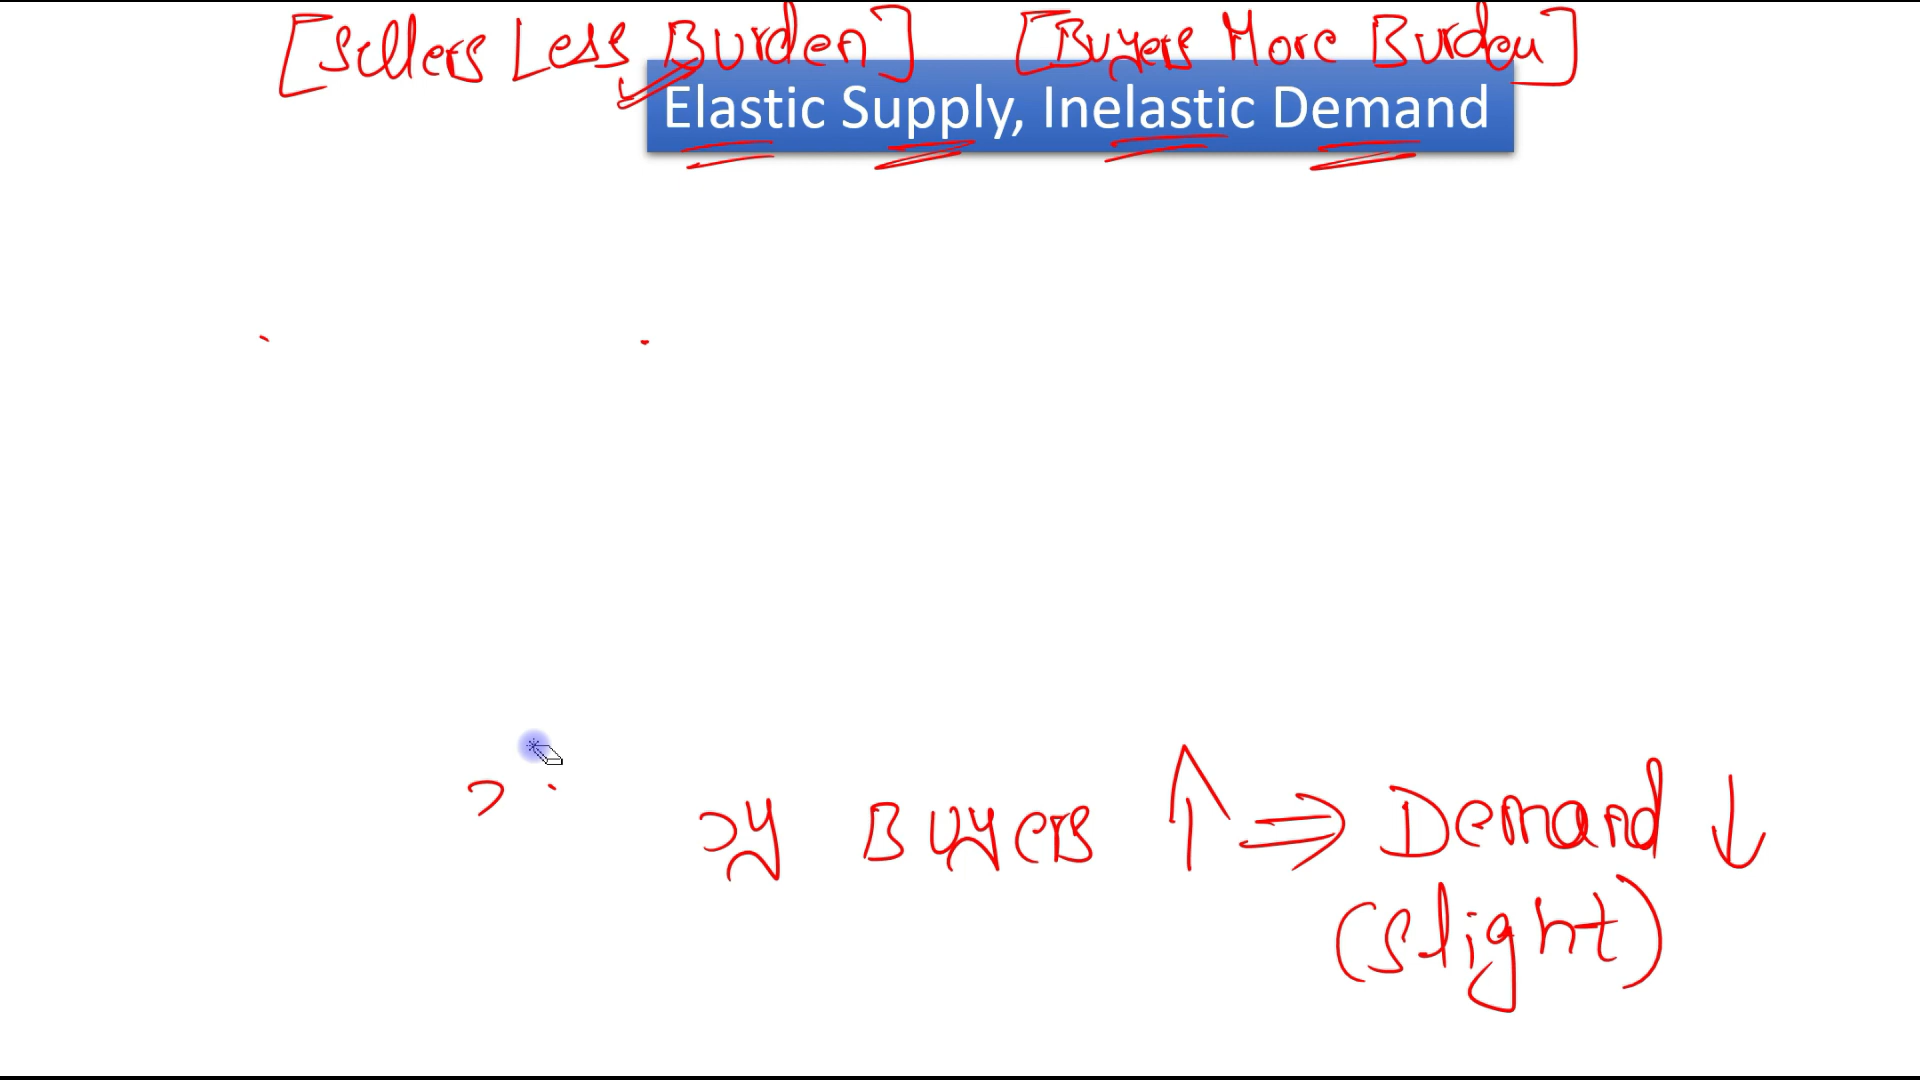 [Sellers Less Burden] [Buyers More Burden]
Elastic Supply, Inelastic Demand
by Buyers ↑ ⇒ Demand ↓
(slight)